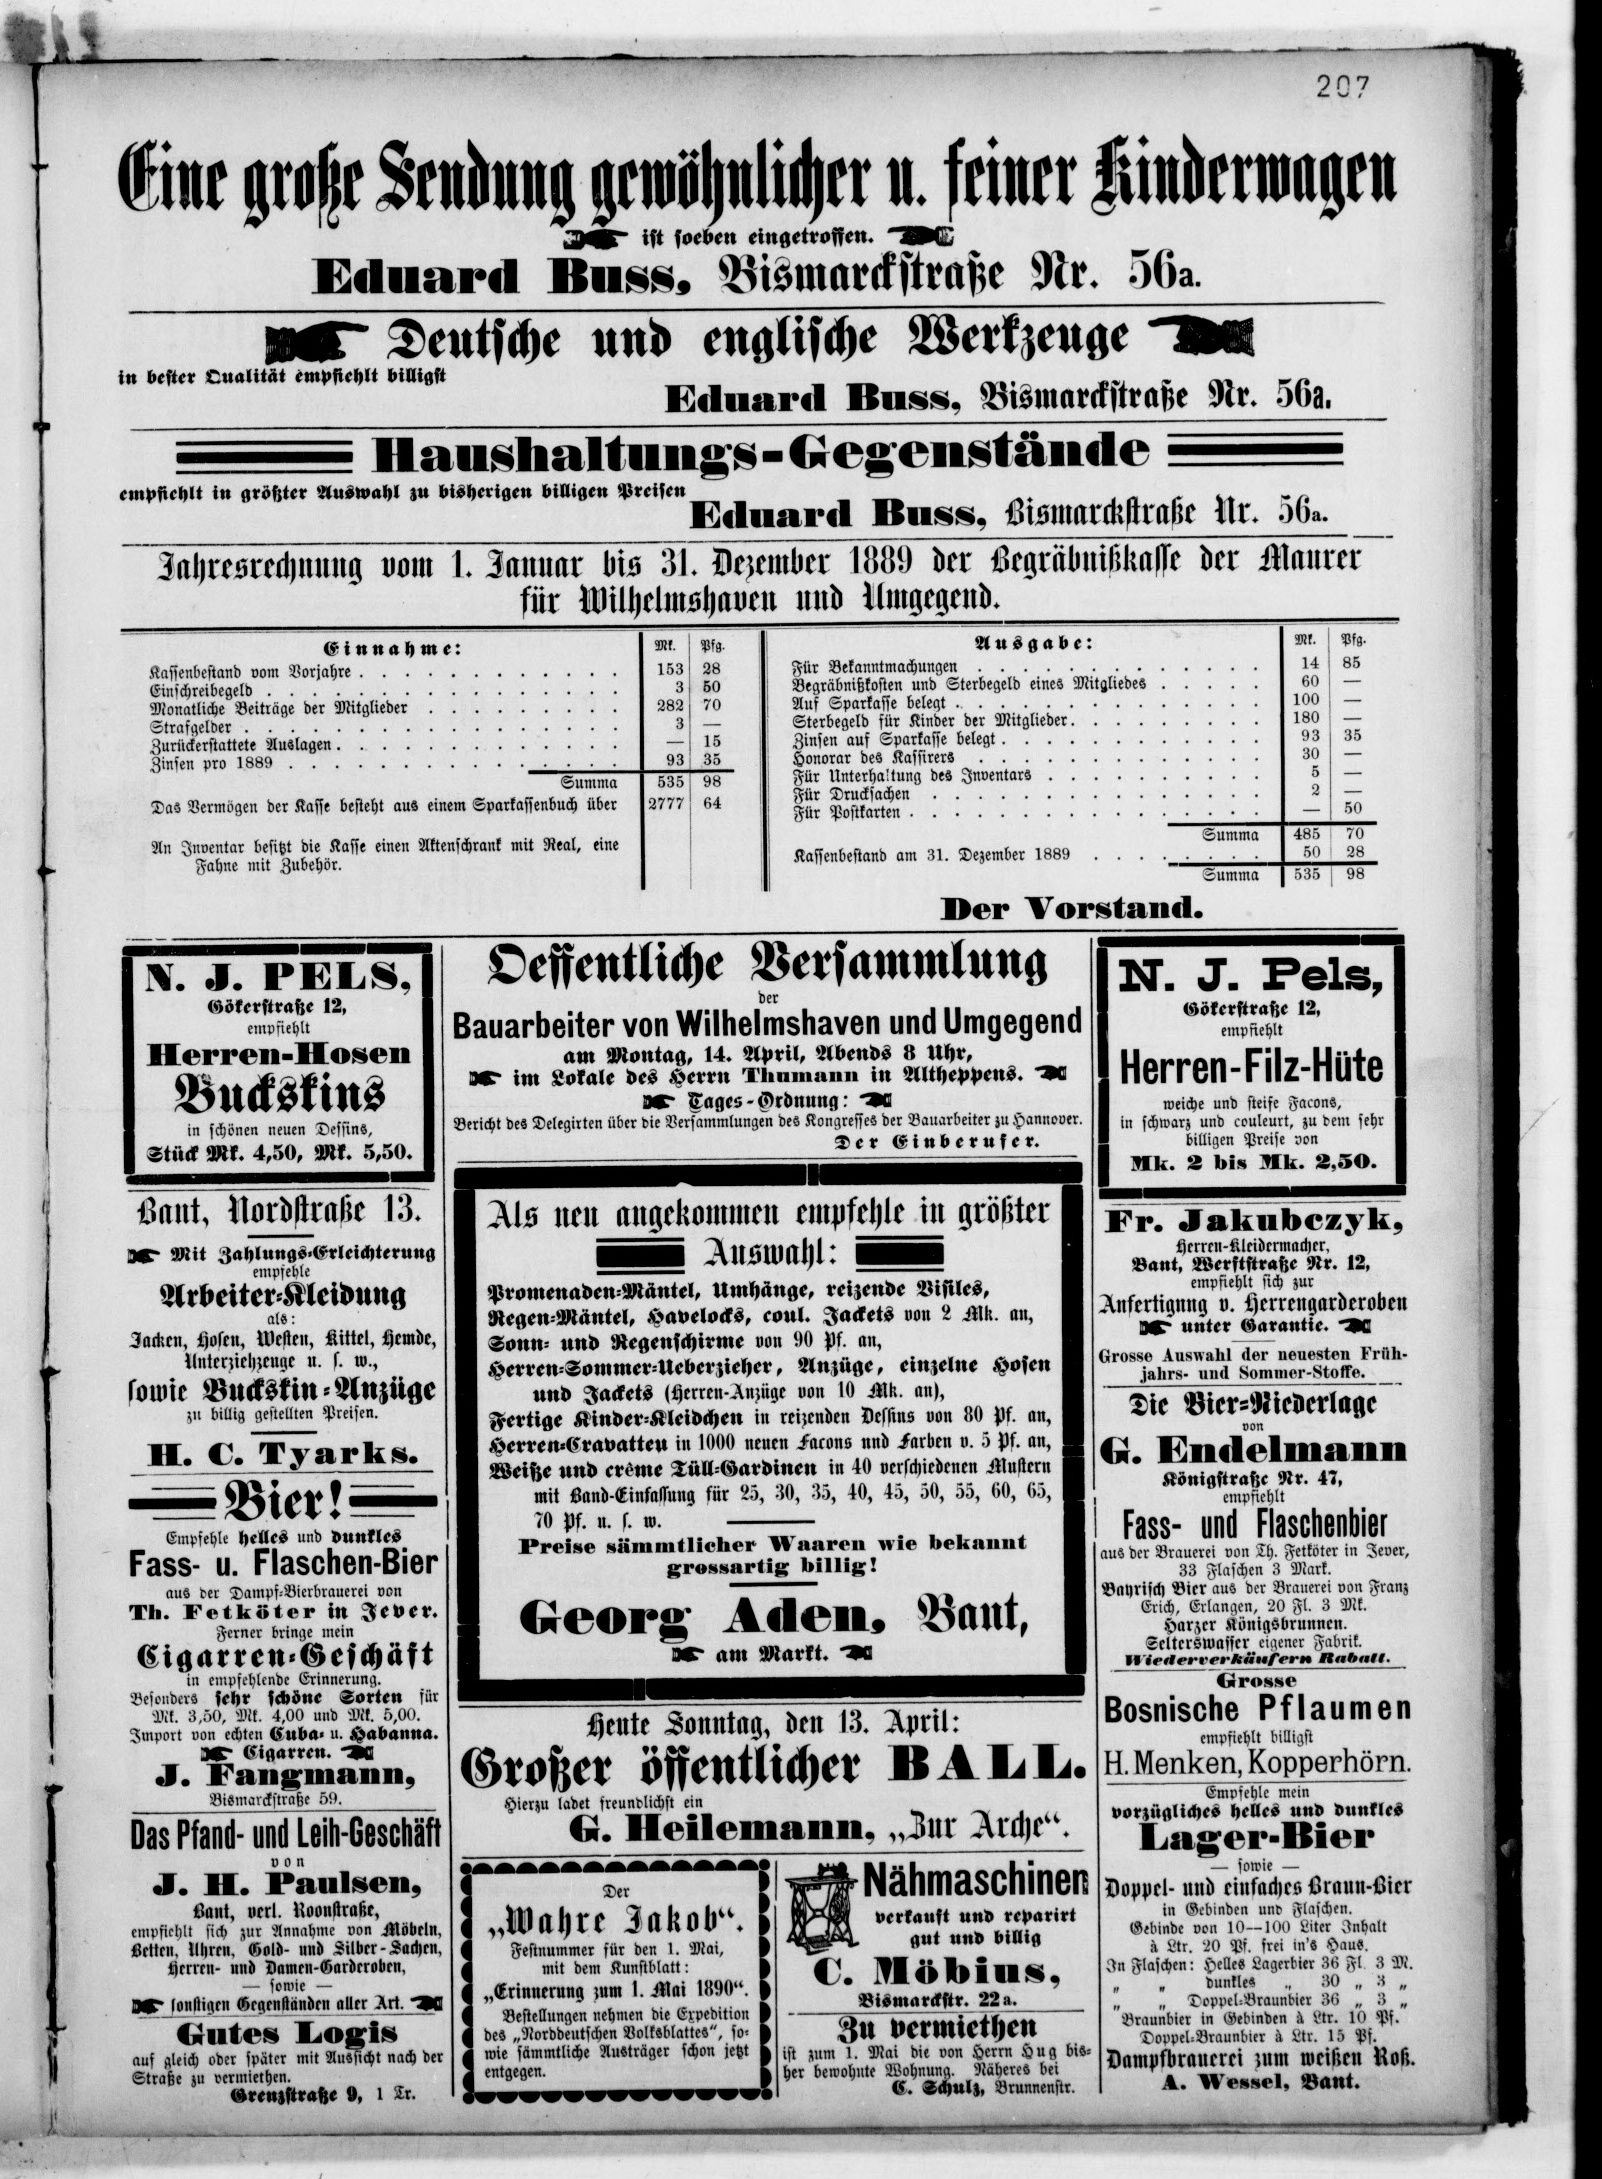 207
Eine große Sendung gewöhnlicher u. feiner Kinderwagen
ist soeben eingetroffen.
Eduard Buss, Bismarckstraße Nr. 56a.
Deutsche und englische Werkzeuge
in bester Qualität empfiehlt billigst
Eduard Buss, Bismarckstraße Nr. 56a.
Haushaltungs-Gegenstände
empfiehlt in größter Auswahl zu bisherigen billigen Preisen
Eduard Buss, Bismarckstraße Nr. 56a.
Jahresrechnung vom 1. Januar bis 31. Dezember 1889 der Begräbnißkasse der Maurer
für Wilhelmshaven und Umgegend.
Einnahme: Mk. Pfg.
Kassenbestand vom Vorjahre . . . 153 28
Einschreibegeld . . . 3 50
Monatliche Beiträge der Mitglieder . . . 282 70
Strafgelder . . . 3 —
Zurückerstattete Auslagen . . . — 15
Zinsen pro 1889 . . . 93 35
Summa 535 98
Das Vermögen der Kasse besteht aus einem Sparkassenbuch über 2777 64
An Inventar besitzt die Kasse einen Aktenschrank mit Real, eine
Fahne mit Zubehör.
Ausgabe: Mk. Pfg.
Für Bekanntmachungen . . . 14 85
Begräbnißkosten und Sterbegeld eines Mitgliedes . . . 60 —
Auf Sparkasse belegt . . . 100 —
Sterbegeld für Kinder der Mitglieder . . . 180 —
Zinsen auf Sparkasse belegt . . . 93 35
Honorar des Kassirers . . . 30 —
Für Unterhaltung des Inventars . . . 5 —
Für Drucksachen . . . 2 —
Für Postkarten . . . — 50
Summa 485 70
Kassenbestand am 31. Dezember 1889 . . . 50 28
Summa 535 98
Der Vorstand.
N. J. PELS,
Gökerstraße 12,
empfiehlt
Herren-Hosen
Buckskins
in schönen neuen Dessins,
Stück Mk. 4,50, Mk. 5,50.
Bant, Nordstraße 13.
Mit Zahlungs-Erleichterung
empfehle
Arbeiter-Kleidung
als:
Jacken, Hosen, Westen, Kittel, Hemde,
Unterziehzeuge u. s. w.,
sowie Buckskin-Anzüge
zu billig gestellten Preisen.
H. C. Tyarks.
Bier!
Empfehle helles und dunkles
Fass- u. Flaschen-Bier
aus der Dampf-Bierbrauerei von
Th. Fetköter in Jever.
Ferner bringe mein
Cigarren-Geschäft
in empfehlende Erinnerung.
Besonders sehr schöne Sorten für
Mk. 3,50, Mk. 4,00 und Mk. 5,00.
Import von echten Cuba- u. Habanna-
Cigarren.
J. Fangmann,
Bismarckstraße 59.
Das Pfand- und Leih-Geschäft
von
J. H. Paulsen,
Bant, verl. Roonstraße,
empfiehlt sich zur Annahme von Möbeln,
Betten, Uhren, Gold- und Silber-Sachen,
Herren- und Damen-Garderoben,
— sowie —
sonstigen Gegenständen aller Art.
Gutes Logis
auf gleich oder später mit Aussicht nach der
Straße zu vermiethen.
Grenzstraße 9, 1 Tr.
Oeffentliche Versammlung
der
Bauarbeiter von Wilhelmshaven und Umgegend
am Montag, 14. April, Abends 8 Uhr,
im Lokale des Herrn Thumann in Altheppens.
Tages-Ordnung:
Bericht des Delegirten über die Versammlungen des Kongresses der Bauarbeiter zu Hannover.
Der Einberufer.
Als neu angekommen empfehle in größter
Auswahl:
Promenaden-Mäntel, Umhänge, reizende Visiles,
Regen-Mäntel, Havelocks, coul. Jackets von 2 Mk. an,
Sonn- und Regenschirme von 90 Pf. an,
Herren-Sommer-Ueberzieher, Anzüge, einzelne Hosen
und Jackets (Herren-Anzüge von 10 Mk. an),
Fertige Kinder-Kleidchen in reizenden Dessins von 80 Pf. an,
Herren-Cravatten in 1000 neuen Facons und Farben v. 5 Pf. an,
Weiße und crême Tüll-Gardinen in 40 verschiedenen Mustern
mit Band-Einfassung für 25, 30, 35, 40, 45, 50, 55, 60, 65,
70 Pf. u. s. w.
Preise sämmtlicher Waaren wie bekannt
grossartig billig!
Georg Aden, Bant,
am Markt.
Heute Sonntag, den 13. April:
Großer öffentlicher BALL.
Hierzu ladet freundlichst ein
G. Heilemann, „Zur Arche“.
Der
„Wahre Jakob“.
Festnummer für den 1. Mai,
mit dem Kunstblatt:
„Erinnerung zum 1. Mai 1890“.
Bestellungen nehmen die Expedition
des „Norddeutschen Volksblattes“, so-
wie sämmtliche Austräger schon jetzt
entgegen.
Nähmaschinen
verkauft und reparirt
gut und billig
C. Möbius,
Bismarckstr. 22a.
Zu vermiethen
ist zum 1. Mai die von Herrn Hug bis-
her bewohnte Wohnung. Näheres bei
C. Schulz, Brunnenstr.
N. J. Pels,
Gökerstraße 12,
empfiehlt
Herren-Filz-Hüte
weiche und steife Facons,
in schwarz und couleurt, zu dem sehr
billigen Preise von
Mk. 2 bis Mk. 2,50.
Fr. Jakubczyk,
Herren-Kleidermacher,
Bant, Werftstraße Nr. 12,
empfiehlt sich zur
Anfertigung v. Herrengarderoben
unter Garantie.
Grosse Auswahl der neuesten Früh-
jahrs- und Sommer-Stoffe.
Die Bier-Niederlage
von
G. Endelmann
Königstraße Nr. 47,
empfiehlt
Fass- und Flaschenbier
aus der Brauerei von Th. Fetköter in Jever,
33 Flaschen 3 Mark.
Bayrisch Bier aus der Brauerei von Franz
Erich, Erlangen, 20 Fl. 3 Mk.
Harzer Königsbrunnen.
Selterswasser eigener Fabrik.
Wiederverkäufern Rabatt.
Grosse
Bosnische Pflaumen
empfiehlt billigst
H. Menken, Kopperhörn.
Empfehle mein
vorzügliches helles und dunkles
Lager-Bier
— sowie —
Doppel- und einfaches Braun-Bier
in Gebinden und Flaschen.
Gebinde von 10—100 Liter Inhalt
à Ltr. 20 Pf. frei in's Haus.
In Flaschen: Helles Lagerbier 36 Fl. 3 M.
„ „ dunkles „ 30 „ 3 „
„ „ Doppel-Braunbier 36 „ 3 „
Braunbier in Gebinden à Ltr. 10 Pf.
Doppel-Braunbier à Ltr. 15 Pf.
Dampfbrauerei zum weißen Roß.
A. Wessel, Bant.